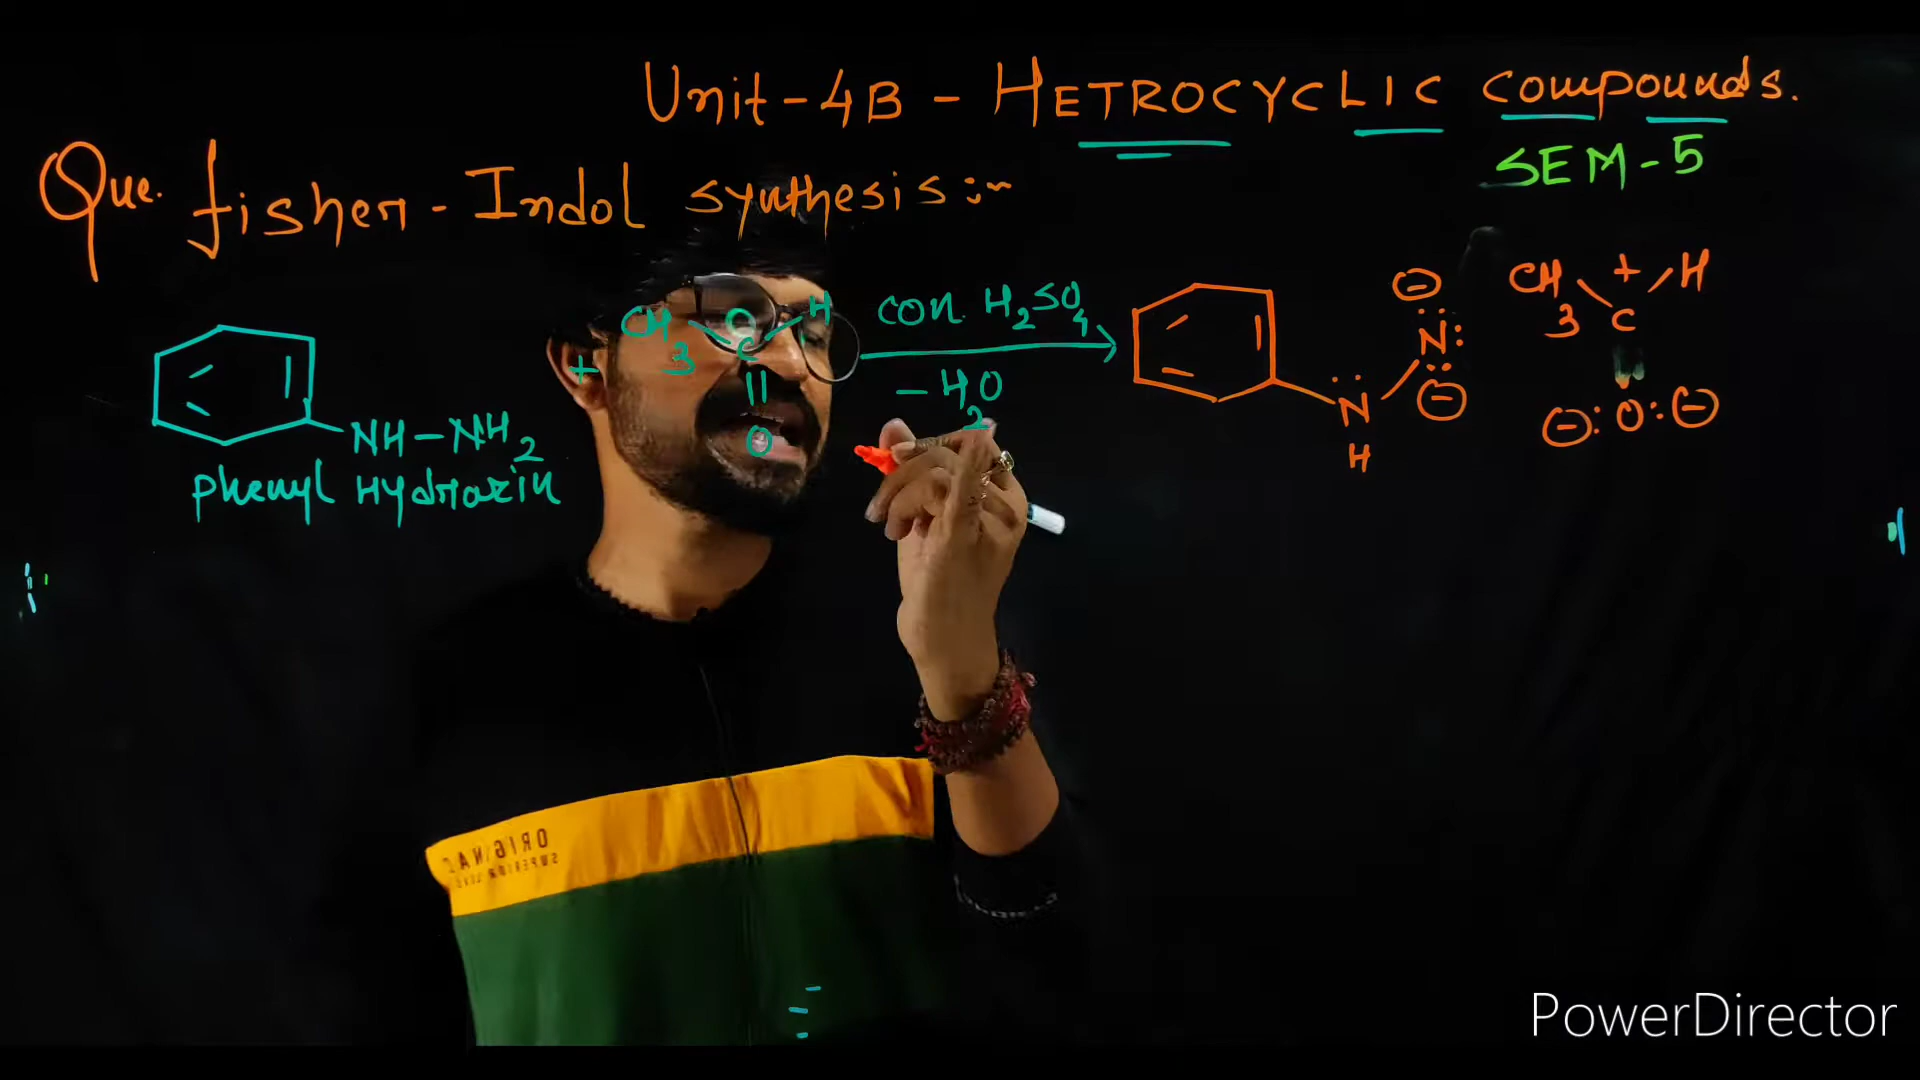 Unit-4B - HETROCYCLIC compounds.
SEM-5
Que. fisher-Indol synthesis:-
NH-NH2
phenyl Hydrazin
+
CH3 C H
O
con. H2SO4
- H2O
N H
N: ⊖ ⊖
CH3 + C H
⊖:O:⊖
ORIGINAL
PowerDirector